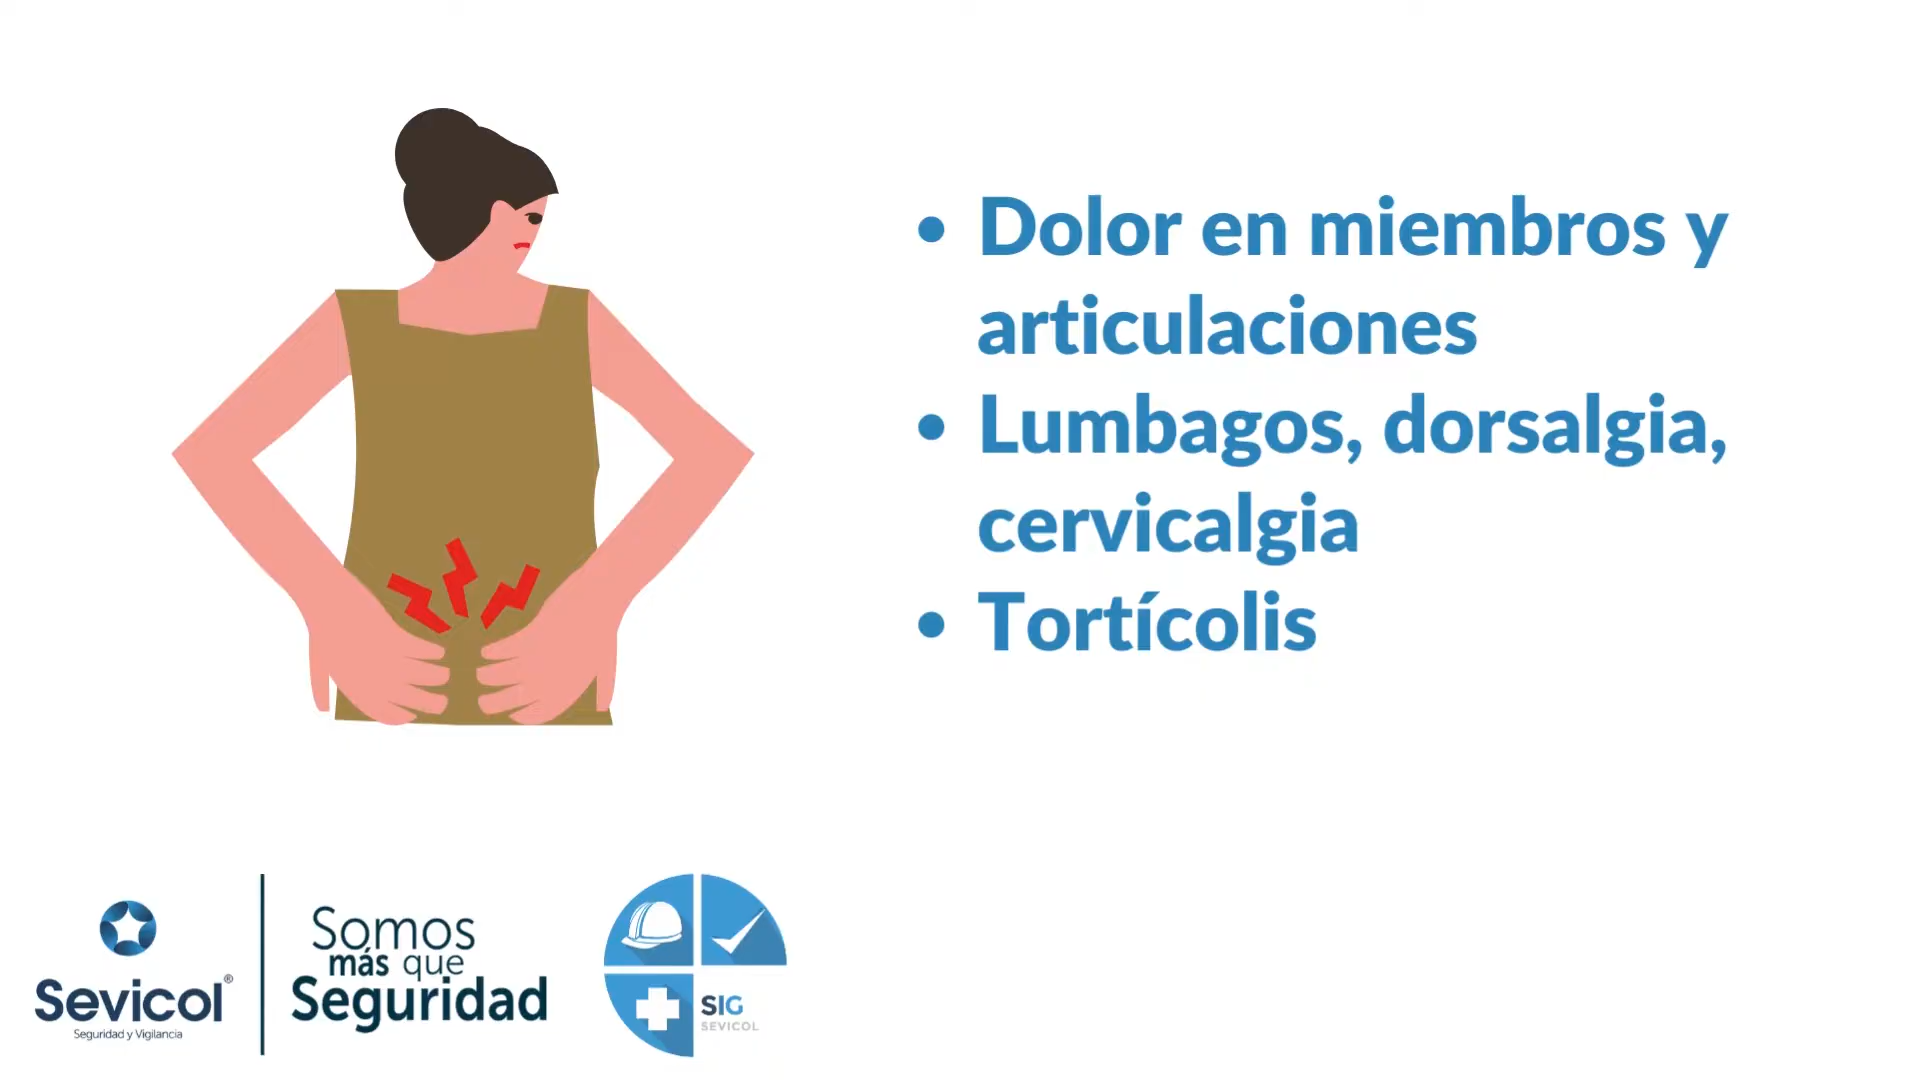 • Dolor en miembros y
articulaciones
• Lumbagos, dorsalgia,
cervicalgia
• Tortícolis
Sevicol®
Seguridad y Vigilancia
Somos
más que
Seguridad
SIG
SEVICOL